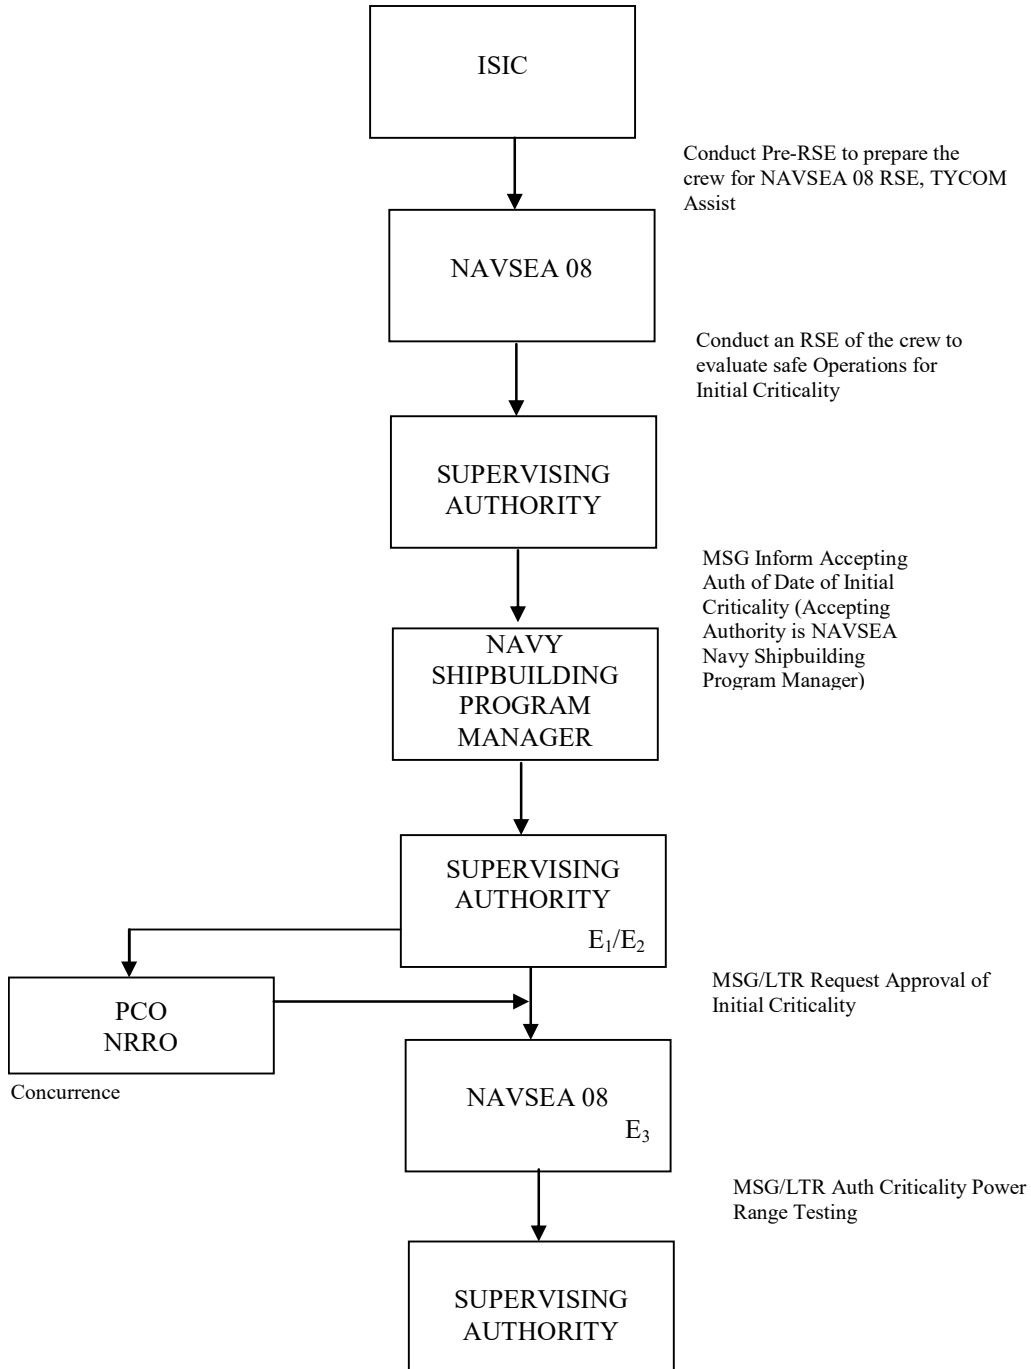 ISIC
Conduct Pre-RSE to prepare the
crew for NAVSEA 08 RSE, TYCOM
Assist
NAVSEA 08
Conduct an RSE of the crew to
evaluate safe Operations for
Initial Criticality
SUPERVISING
AUTHORITY
MSG Inform Accepting
Auth of Date of Initial
Criticality (Accepting
Authority is NAVSEA
Navy Shipbuilding
Program Manager)
NAVY
SHIPBUILDING
PROGRAM
MANAGER
SUPERVISING
AUTHORITY
E₁/E₂
MSG/LTR Request Approval of
Initial Criticality
PCO
NRRO
Concurrence
NAVSEA 08
E₃
MSG/LTR Auth Criticality Power
Range Testing
SUPERVISING
AUTHORITY